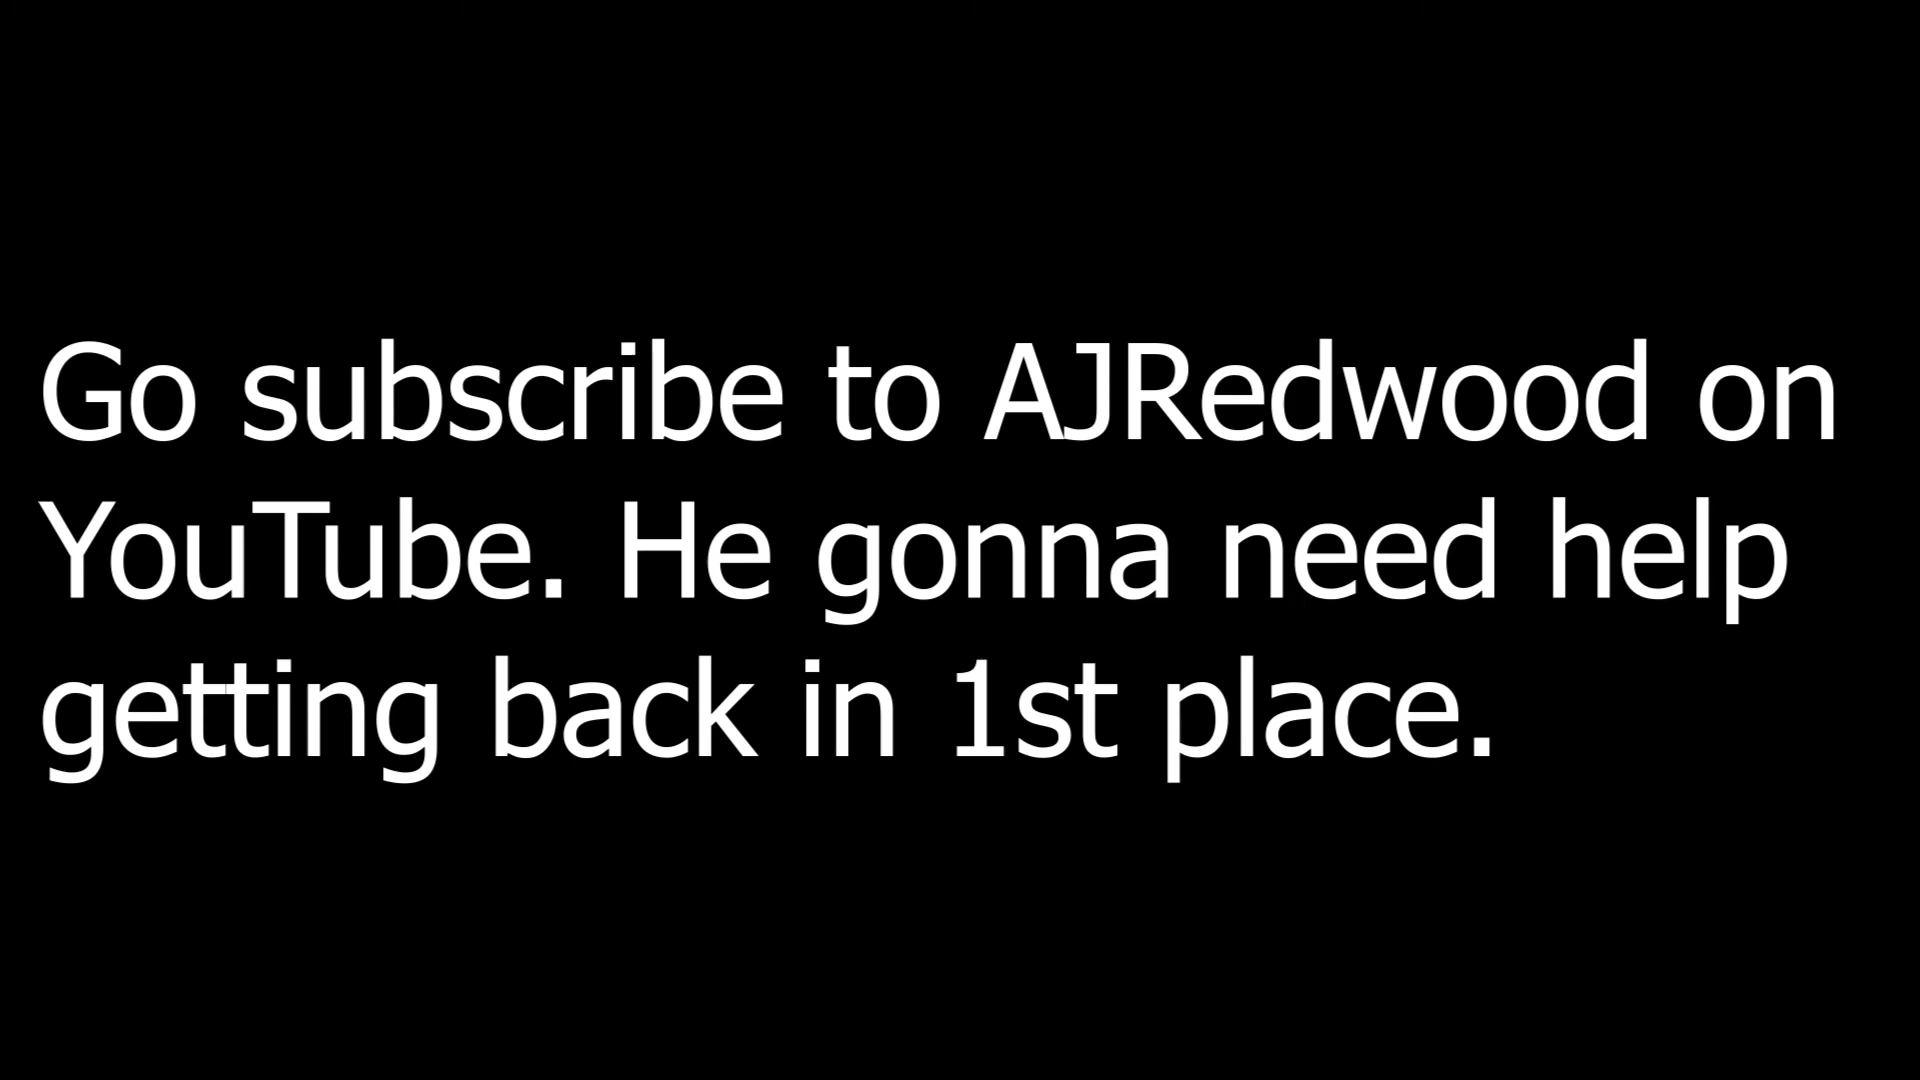 Go subscribe to AJRedwood on
YouTube. He gonna need help
getting back in 1st place.